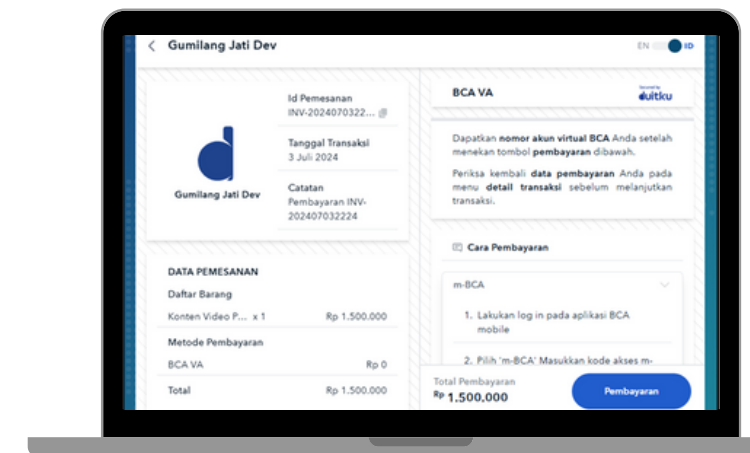 Gumilang Jati Dev
EN
ID
Id Pemesanan
INV-2024070322...
Tanggal Transaksi
3 Juli 2024
Gumilang Jati Dev
Catatan
Pembayaran INV-
202407032224
DATA PEMESANAN
Daftar Barang
Konten Video P... x 1 Rp 1.500.000
Metode Pembayaran
BCA VA Rp 0
Total Rp 1.500.000
BCA VA
duitku
Dapatkan nomor akun virtual BCA Anda setelah
menekan tombol pembayaran dibawah.
Periksa kembali data pembayaran Anda pada
menu detail transaksi sebelum melanjutkan
transaksi.
Cara Pembayaran
m-BCA
1. Lakukan log in pada aplikasi BCA
mobile
2. Pilih 'm-BCA' Masukkan kode akses m-
Total Pembayaran
Rp 1.500.000
Pembayaran